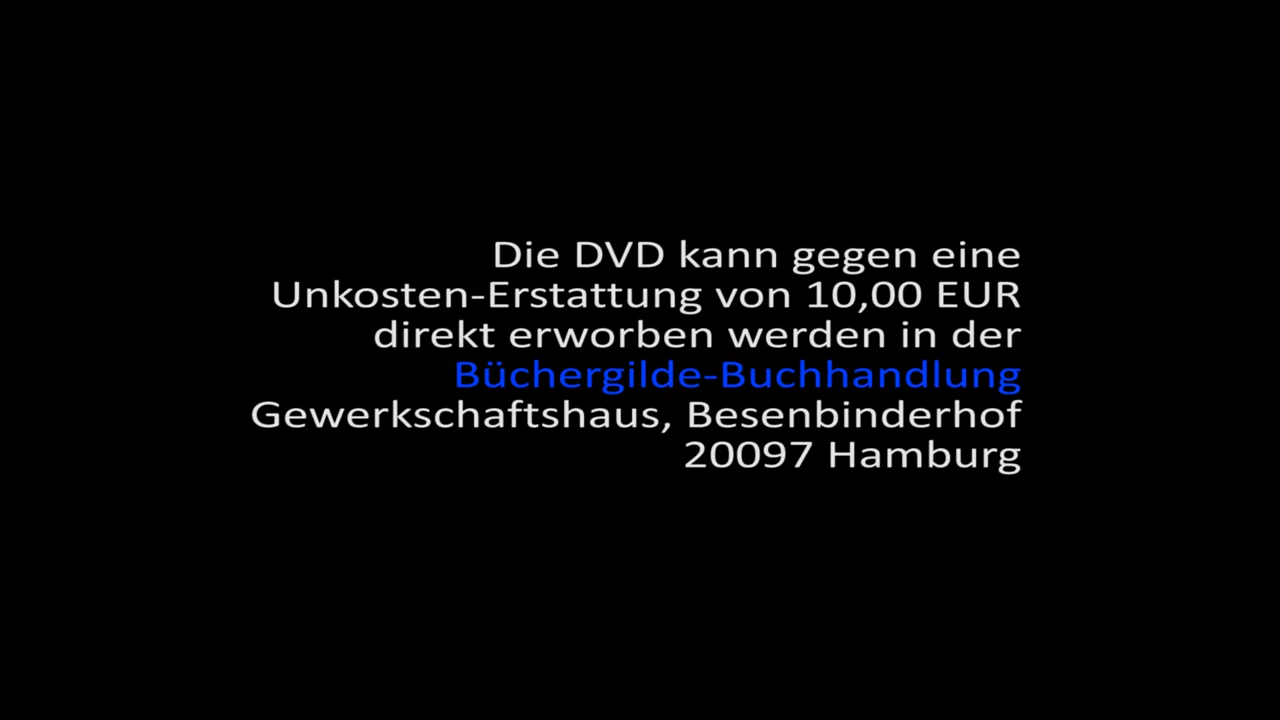 Die DVD kann gegen eine
Unkosten-Erstattung von 10,00 EUR
direkt erworben werden in der
Büchergilde-Buchhandlung
Gewerkschaftshaus, Besenbinderhof
20097 Hamburg